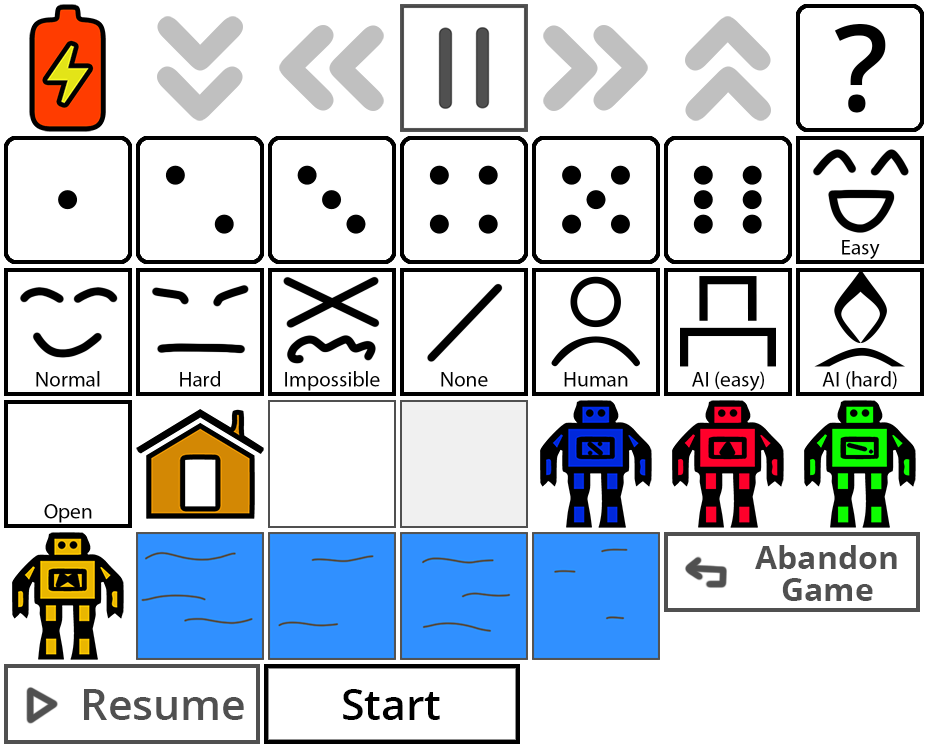 ?
Easy
Normal
Hard
Impossible
None
Human
AI (easy)
AI (hard)
Open
Abandon
Game
Resume
Start